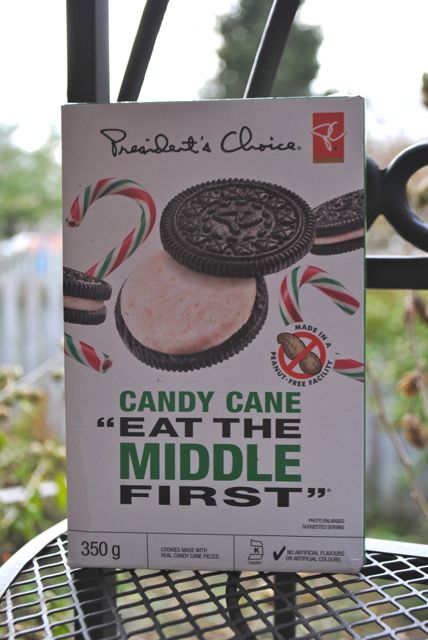 President's Choice®
PC
MADE IN A
PEANUT-FREE FACILITY
CANDY CANE
"EAT THE
MIDDLE
FIRST"®
PHOTO ENLARGED
SUGGESTED SERVING
350 g
COOKIES MADE WITH
REAL CANDY CANE PIECES.
K
DAIRY
NO ARTIFICIAL FLAVOURS
OR ARTIFICIAL COLOURS.